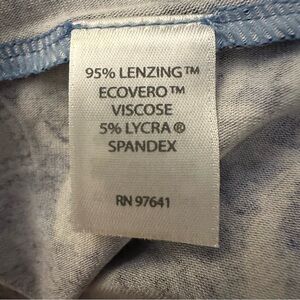 95% LENZING™
ECOVERO™
VISCOSE
5% LYCRA ®
SPANDEX
RN 97641